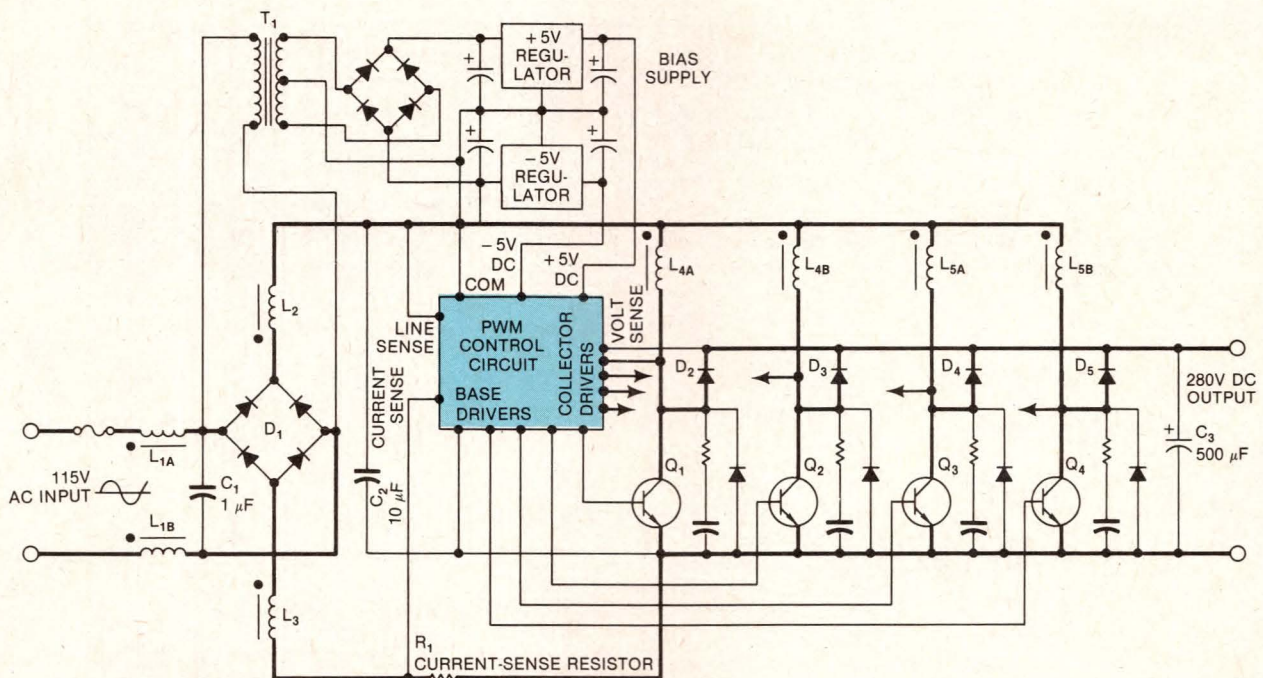 T1
+5V
REGU-
LATOR
BIAS
SUPPLY
-5V
REGU-
LATOR
-5V
DC
+5V
DC
COM
L4A
L4B
L5A
L5B
L2
LINE
SENSE
PWM
CONTROL
CIRCUIT
VOLT
SENSE
COLLECTOR
DRIVERS
BASE
DRIVERS
CURRENT
SENSE
D2
D3
D4
D5
280V DC
OUTPUT
D1
L1A
115V
AC INPUT
C1
1 μF
C2
10 μF
Q1
Q2
Q3
Q4
+
C3
500 μF
L1B
L3
R1
CURRENT-SENSE RESISTOR